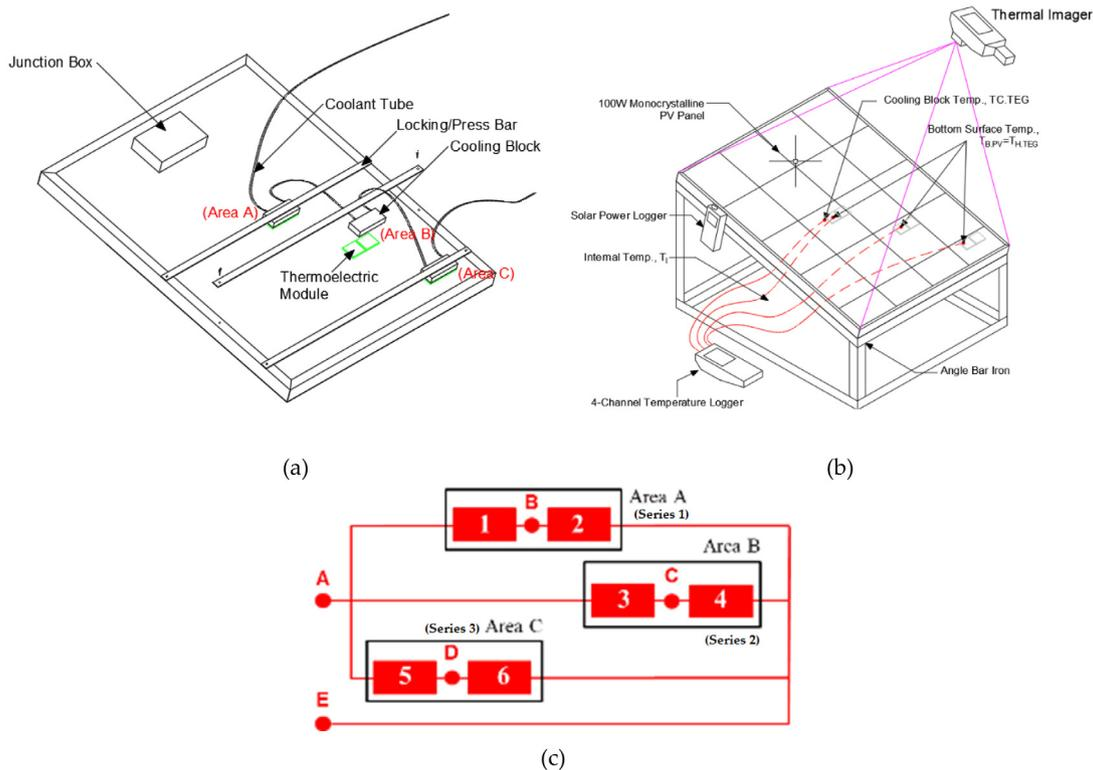 Junction Box
Coolant Tube
Locking/Press Bar
Cooling Block
(Area A)
(Area B)
(Area C)
Thermoelectric
Module
(a)
Thermal Imager
100W Monocrystalline
PV Panel
Cooling Block Temp., TC.TEG
Bottom Surface Temp.,
TB.PV=TH.TEG
Solar Power Logger
Internal Temp., TI
Angle Bar Iron
4-Channel Temperature Logger
(b)
Area A
(Series 1)
1 B 2
Area B
A
3 C 4
(Series 2)
(Series 3) Area C
5 D 6
E
(c)